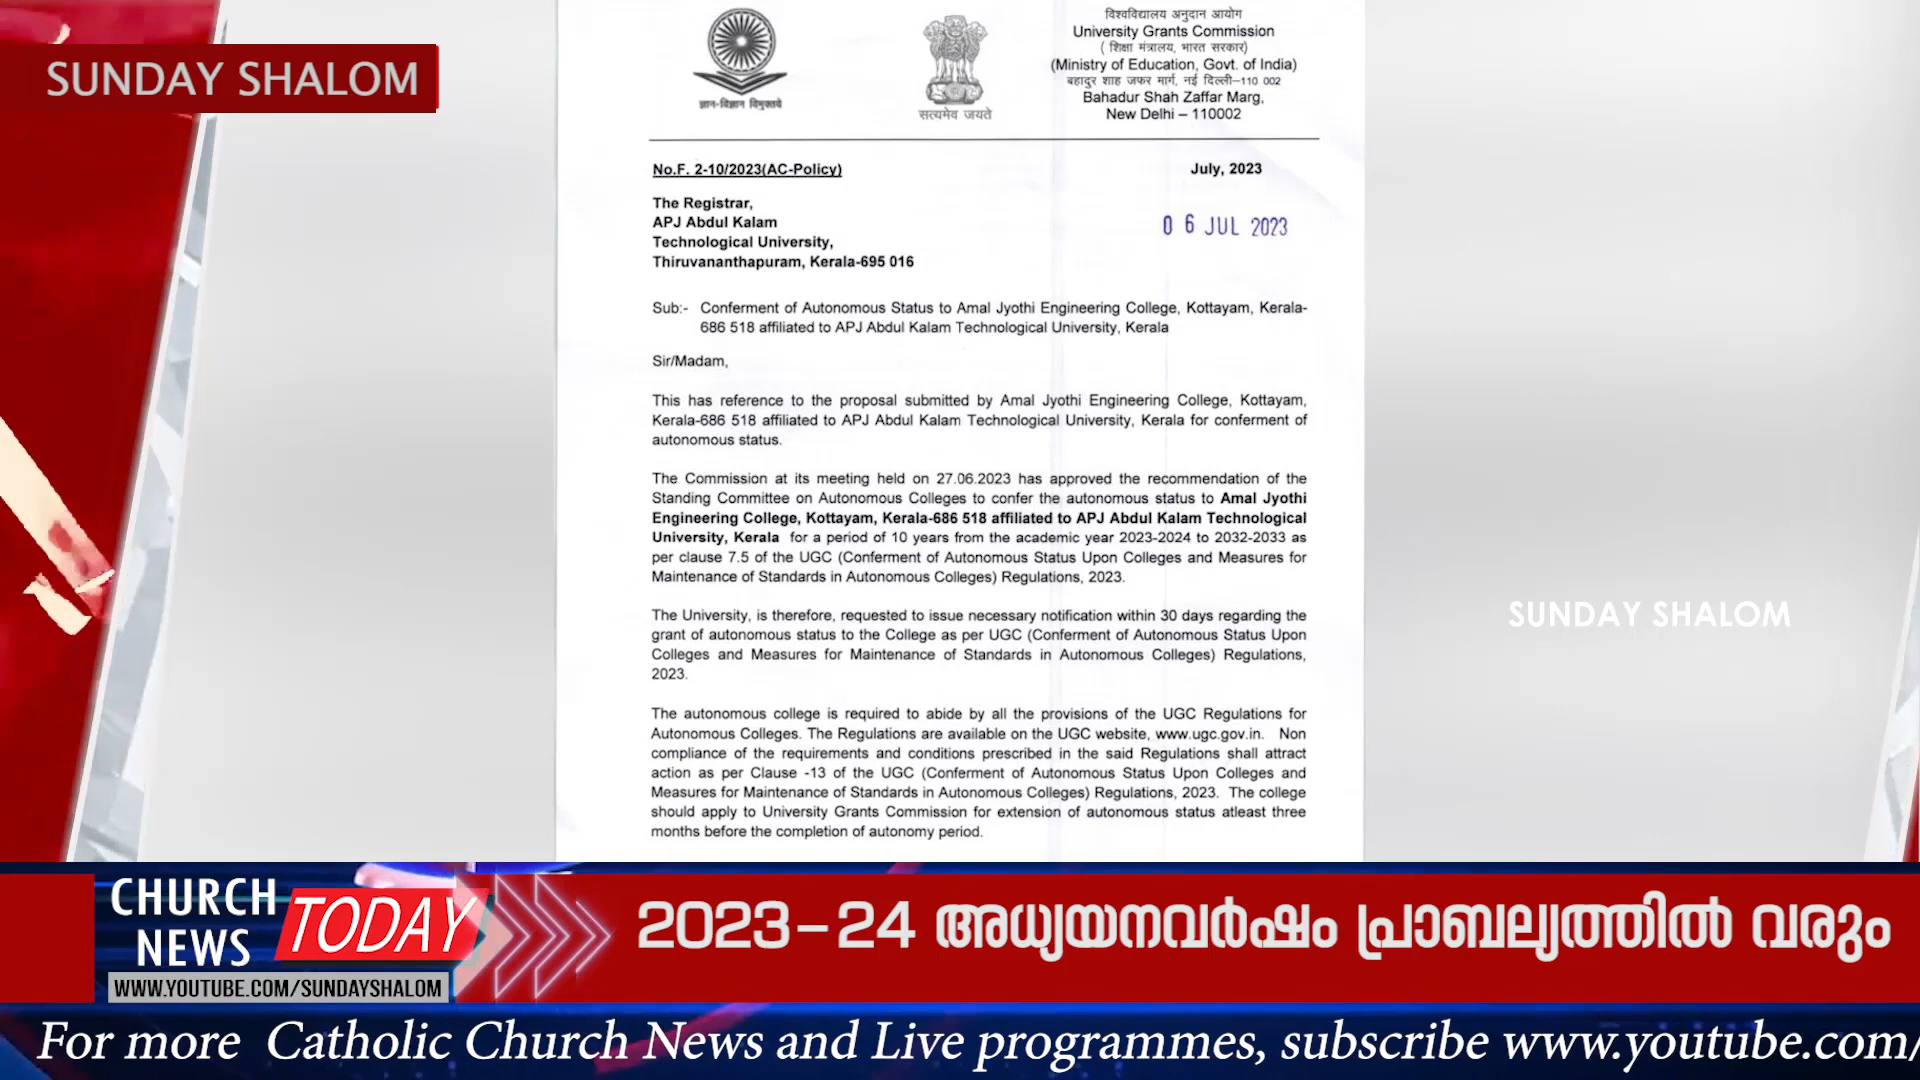 SUNDAY SHALOM
ज्ञान-विज्ञान विमुक्तये
सत्यमेव जयते
विश्वविद्यालय अनुदान आयोग
University Grants Commission
( शिक्षा मंत्रालय, भारत सरकार)
(Ministry of Education, Govt. of India)
बहादुर शाह जफर मार्ग, नई दिल्ली–110 002
Bahadur Shah Zaffar Marg,
New Delhi – 110002
No.F. 2-10/2023(AC-Policy)
July, 2023
The Registrar,
APJ Abdul Kalam
Technological University,
Thiruvananthapuram, Kerala-695 016
0 6 JUL 2023
Sub:- Conferment of Autonomous Status to Amal Jyothi Engineering College, Kottayam, Kerala-
686 518 affiliated to APJ Abdul Kalam Technological University, Kerala
Sir/Madam,
This has reference to the proposal submitted by Amal Jyothi Engineering College, Kottayam,
Kerala-686 518 affiliated to APJ Abdul Kalam Technological University, Kerala for conferment of
autonomous status.
The Commission at its meeting held on 27.06.2023 has approved the recommendation of the
Standing Committee on Autonomous Colleges to confer the autonomous status to Amal Jyothi
Engineering College, Kottayam, Kerala-686 518 affiliated to APJ Abdul Kalam Technological
University, Kerala for a period of 10 years from the academic year 2023-2024 to 2032-2033 as
per clause 7.5 of the UGC (Conferment of Autonomous Status Upon Colleges and Measures for
Maintenance of Standards in Autonomous Colleges) Regulations, 2023.
The University, is therefore, requested to issue necessary notification within 30 days regarding the
grant of autonomous status to the College as per UGC (Conferment of Autonomous Status Upon
Colleges and Measures for Maintenance of Standards in Autonomous Colleges) Regulations,
2023.
The autonomous college is required to abide by all the provisions of the UGC Regulations for
Autonomous Colleges. The Regulations are available on the UGC website, www.ugc.gov.in. Non
compliance of the requirements and conditions prescribed in the said Regulations shall attract
action as per Clause -13 of the UGC (Conferment of Autonomous Status Upon Colleges and
Measures for Maintenance of Standards in Autonomous Colleges) Regulations, 2023. The college
should apply to University Grants Commission for extension of autonomous status atleast three
months before the completion of autonomy period.
SUNDAY SHALOM
CHURCH
NEWS
TODAY
WWW.YOUTUBE.COM/SUNDAYSHALOM
2023-24 അധ്യയനവർഷം പ്രാബല്യത്തിൽ വരും
For more Catholic Church News and Live programmes, subscribe www.youtube.com/